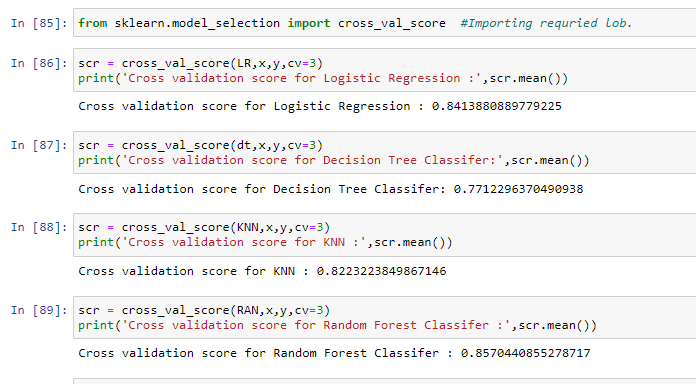 In [85]: from sklearn.model_selection import cross_val_score  #Importing requried lob.
In [86]: scr = cross_val_score(LR,x,y,cv=3)
print('Cross validation score for Logistic Regression :',scr.mean())
Cross validation score for Logistic Regression : 0.8413880889779225
In [87]: scr = cross_val_score(dt,x,y,cv=3)
print('Cross validation score for Decision Tree Classifer:',scr.mean())
Cross validation score for Decision Tree Classifer: 0.7712296370490938
In [88]: scr = cross_val_score(KNN,x,y,cv=3)
print('Cross validation score for KNN :',scr.mean())
Cross validation score for KNN : 0.8223223849867146
In [89]: scr = cross_val_score(RAN,x,y,cv=3)
print('Cross validation score for Random Forest Classifer :',scr.mean())
Cross validation score for Random Forest Classifer : 0.8570440855278717